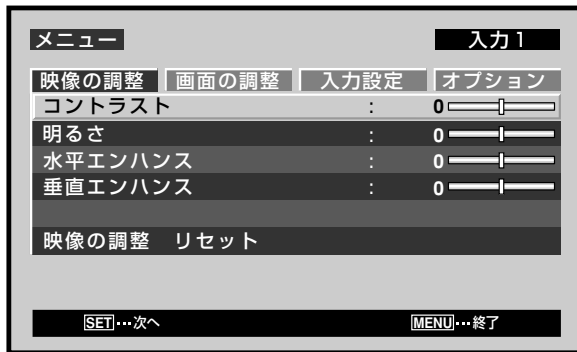 メニュー 入力1
映像の調整 画面の調整 入力設定 オプション
コントラスト : 0
明るさ : 0
水平エンハンス : 0
垂直エンハンス : 0
映像の調整 リセット
SET…次へ MENU…終了